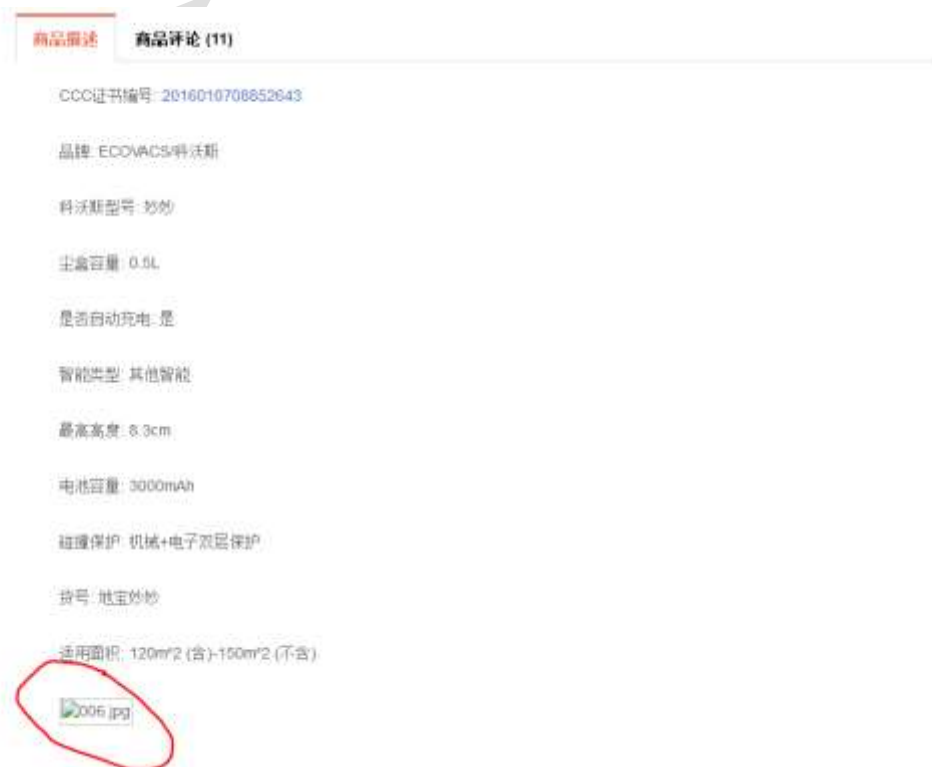 商品描述
商品评论 (11)
CCC证书编号: 2016010708852643
品牌: ECOVACS/科沃斯
科沃斯型号: 妙妙
尘盒容量: 0.5L
是否自动充电: 是
智能类型: 其他智能
最高高度: 8.3cm
电池容量: 3000mAh
碰撞保护: 机械+电子双层保护
货号: 地宝妙妙
适用面积: 120m^2 (含)-150m^2 (不含)
006.jpg